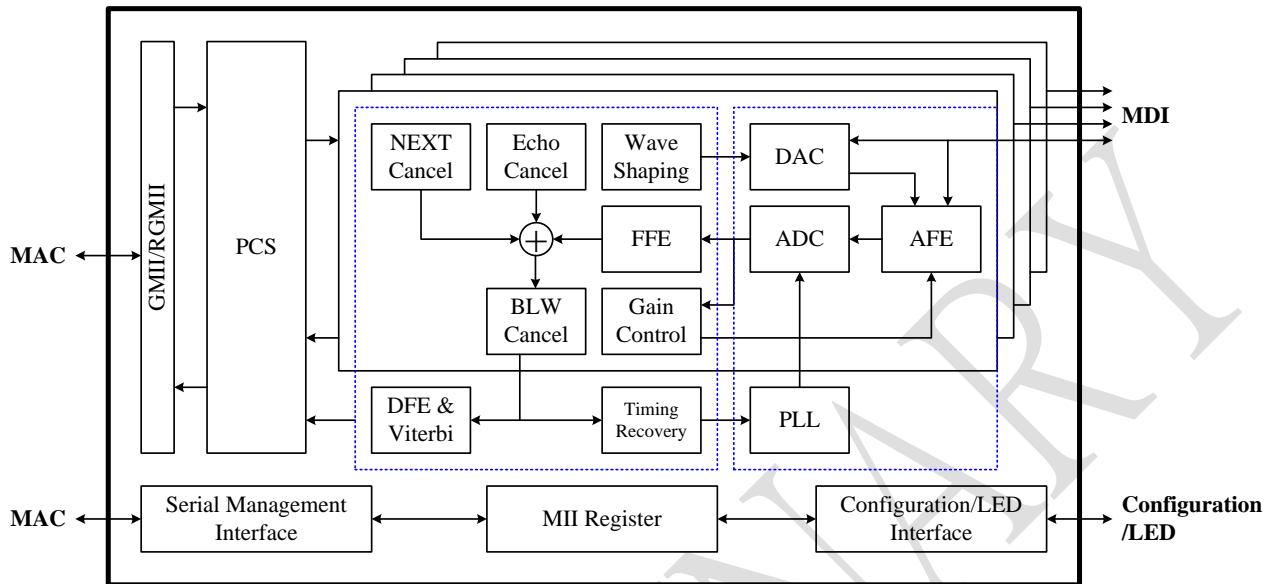 MDI
NEXT
Cancel
Echo
Cancel
Wave
Shaping
DAC
GMII/RGMII
PCS
MAC
FFE
ADC
AFE
BLW
Cancel
Gain
Control
DFE &
Viterbi
Timing
Recovery
PLL
MAC
Serial Management
Interface
MII Register
Configuration/LED
Interface
Configuration
/LED